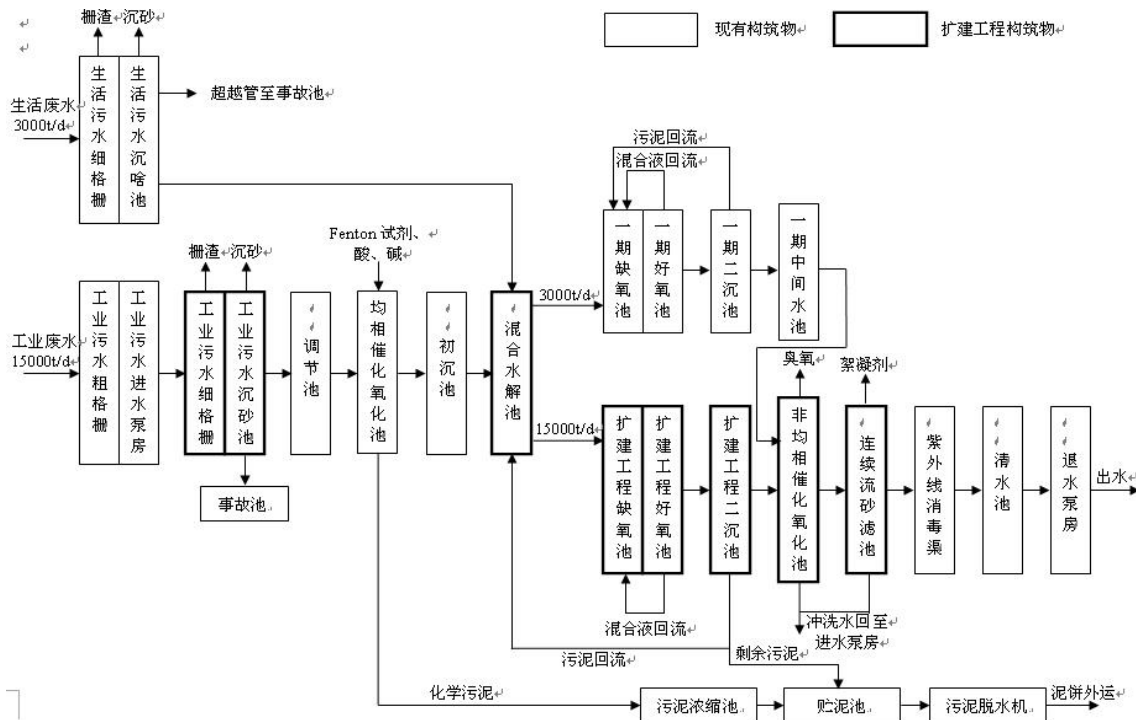 栅渣 沉砂
现有构筑物
扩建工程构筑物
生活废水
3000t/d
生活污水细格栅
生活污水沉啥池
超越管至事故池
污泥回流
混合液回流
一期缺氧池
一期好氧池
一期二沉池
一期中间水池
Fenton 试剂、
酸、碱
栅渣 沉砂
工业废水
15000t/d
工业污水粗格栅
工业污水进水泵房
工业污水细格栅
工业污水沉砂池
调节池
均相催化氧化池
初沉池
混合水解池
3000t/d
15000t/d
臭氧
絮凝剂
扩建工程缺氧池
扩建工程好氧池
扩建工程二沉池
非均相催化氧化池
连续流砂滤池
紫外线消毒渠
清水池
退水泵房
出水
事故池
混合液回流
冲洗水回至
进水泵房
污泥回流
剩余污泥
化学污泥
污泥浓缩池
贮泥池
污泥脱水机
泥饼外运